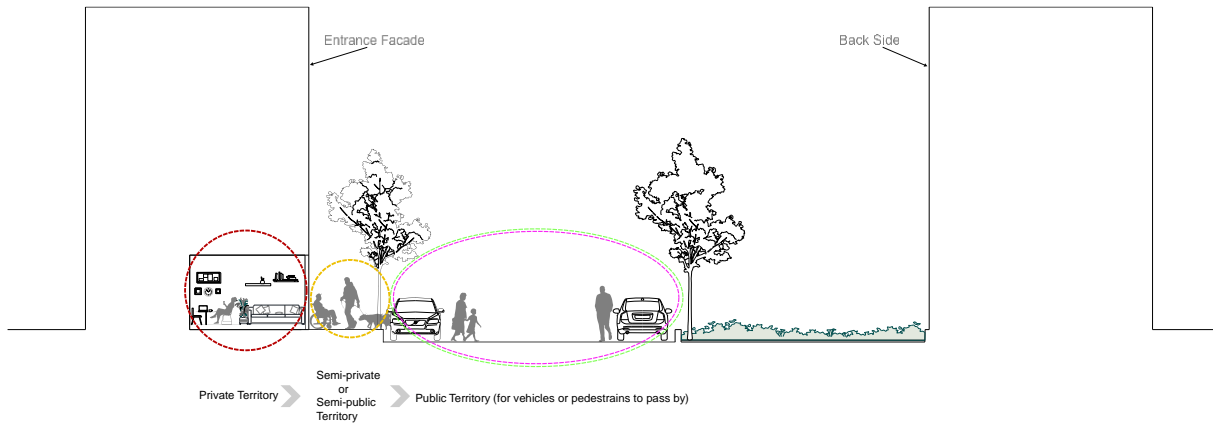 Entrance Facade
Back Side
Private Territory
Semi-private
or
Semi-public
Territory
Public Territory (for vehicles or pedestrains to pass by)